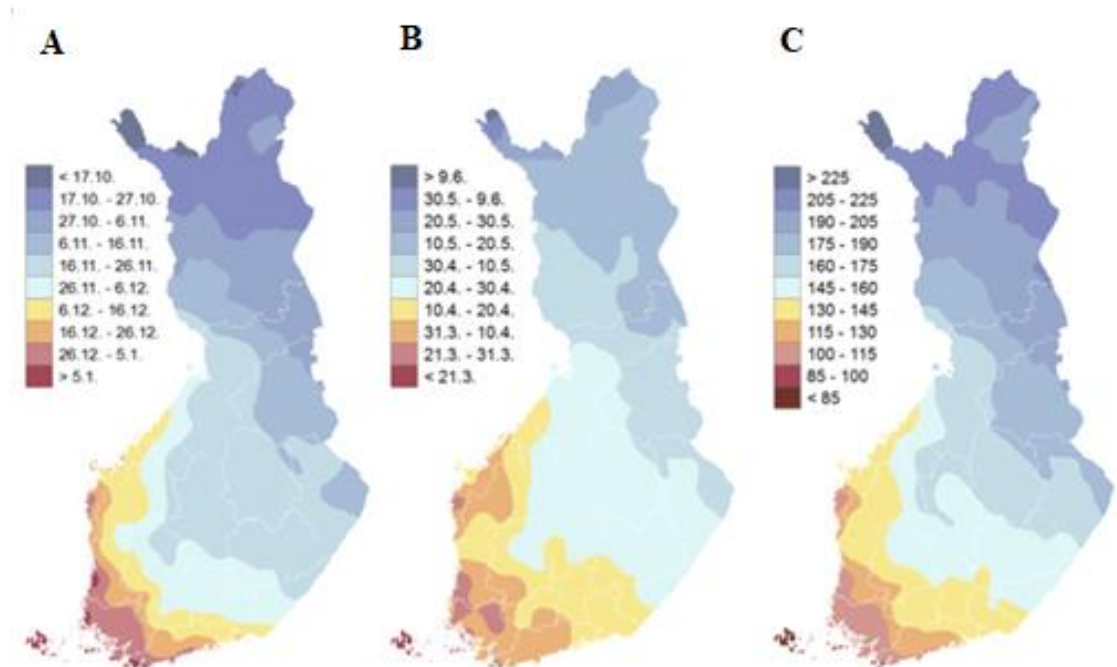 A
B
C
< 17.10.
17.10. - 27.10.
27.10. - 6.11.
6.11. - 16.11.
16.11. - 26.11.
26.11. - 6.12.
6.12. - 16.12.
16.12. - 26.12.
26.12. - 5.1.
> 5.1.
> 9.6.
30.5. - 9.6.
20.5. - 30.5.
10.5. - 20.5.
30.4. - 10.5.
20.4. - 30.4.
10.4. - 20.4.
31.3. - 10.4.
21.3. - 31.3.
< 21.3.
> 225
205 - 225
190 - 205
175 - 190
160 - 175
145 - 160
130 - 145
115 - 130
100 - 115
85 - 100
< 85